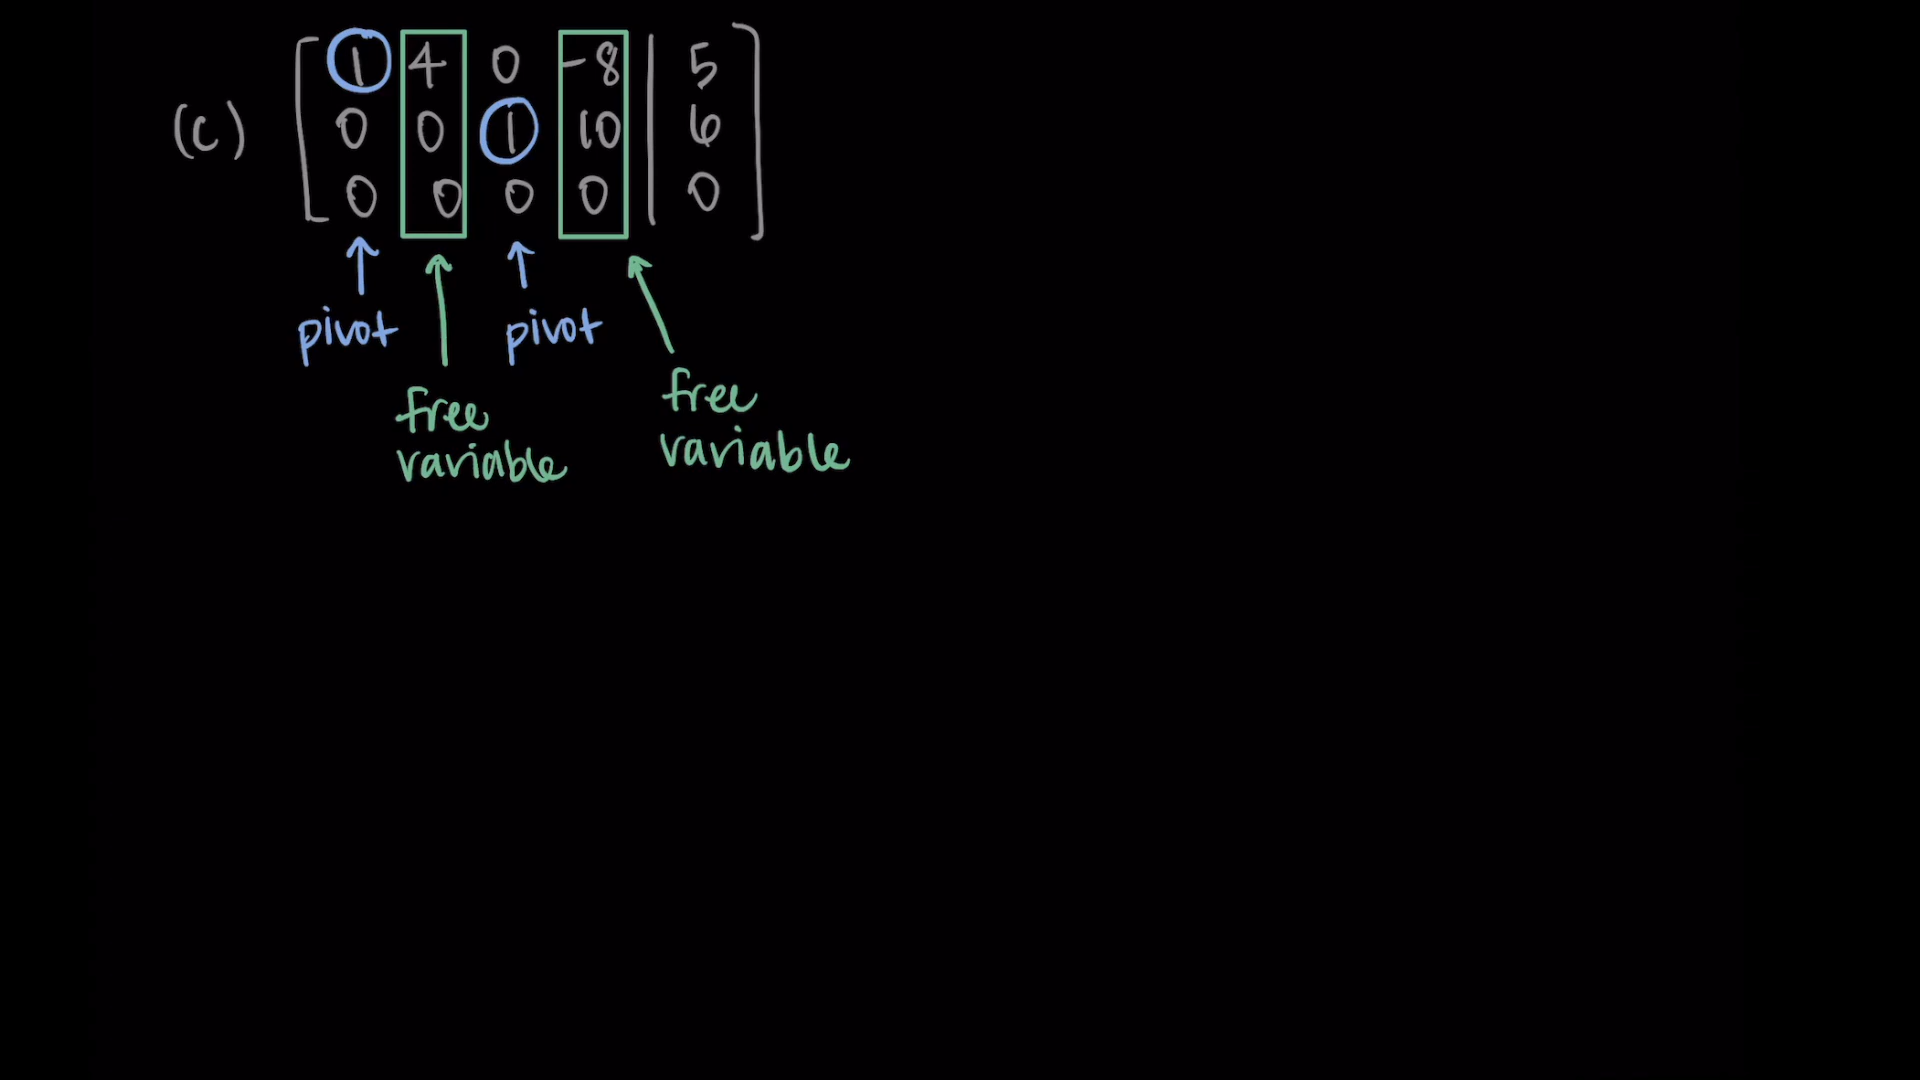 (c) [ 1 4 0 -8 | 5 ]
0 0 1 10 | 6
0 0 0 0 | 0
pivot pivot
free variable
free variable